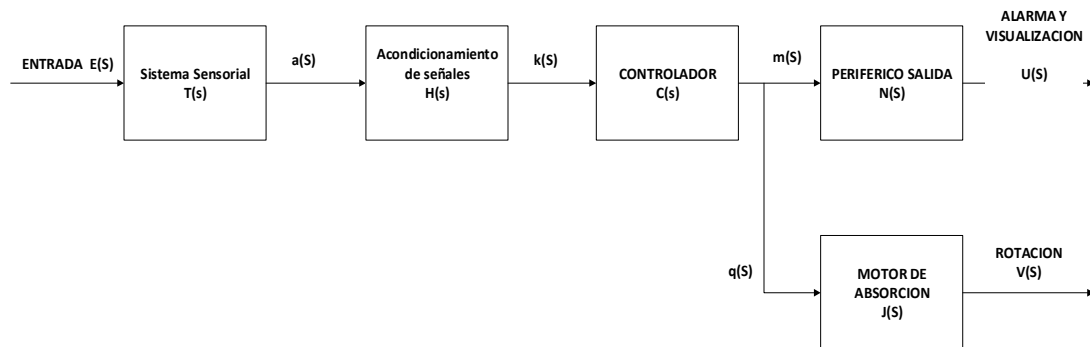 ENTRADA E(S)
Sistema Sensorial
T(s)
a(S)
Acondicionamiento
de señales
H(s)
k(S)
CONTROLADOR
C(s)
m(S)
PERIFERICO SALIDA
N(S)
ALARMA Y
VISUALIZACION
U(S)
q(S)
MOTOR DE
ABSORCION
J(S)
ROTACION
V(S)